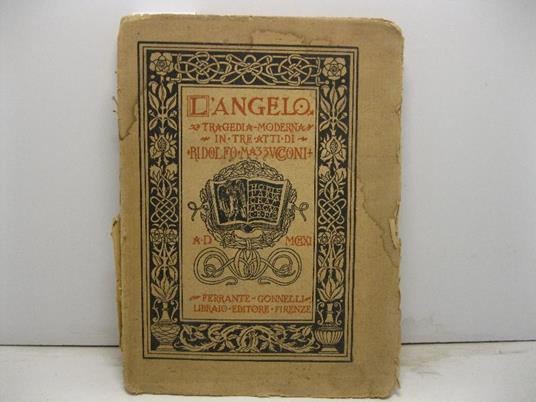 L'ANGELO
TRAGEDIA MODERNA
IN · TRE · ATTI · DI
RIDOLFO · MAZZUCCONI
A · D MCMXI
FERRANTE · GONNELLI
LIBRAIO · EDITORE · FIRENZE